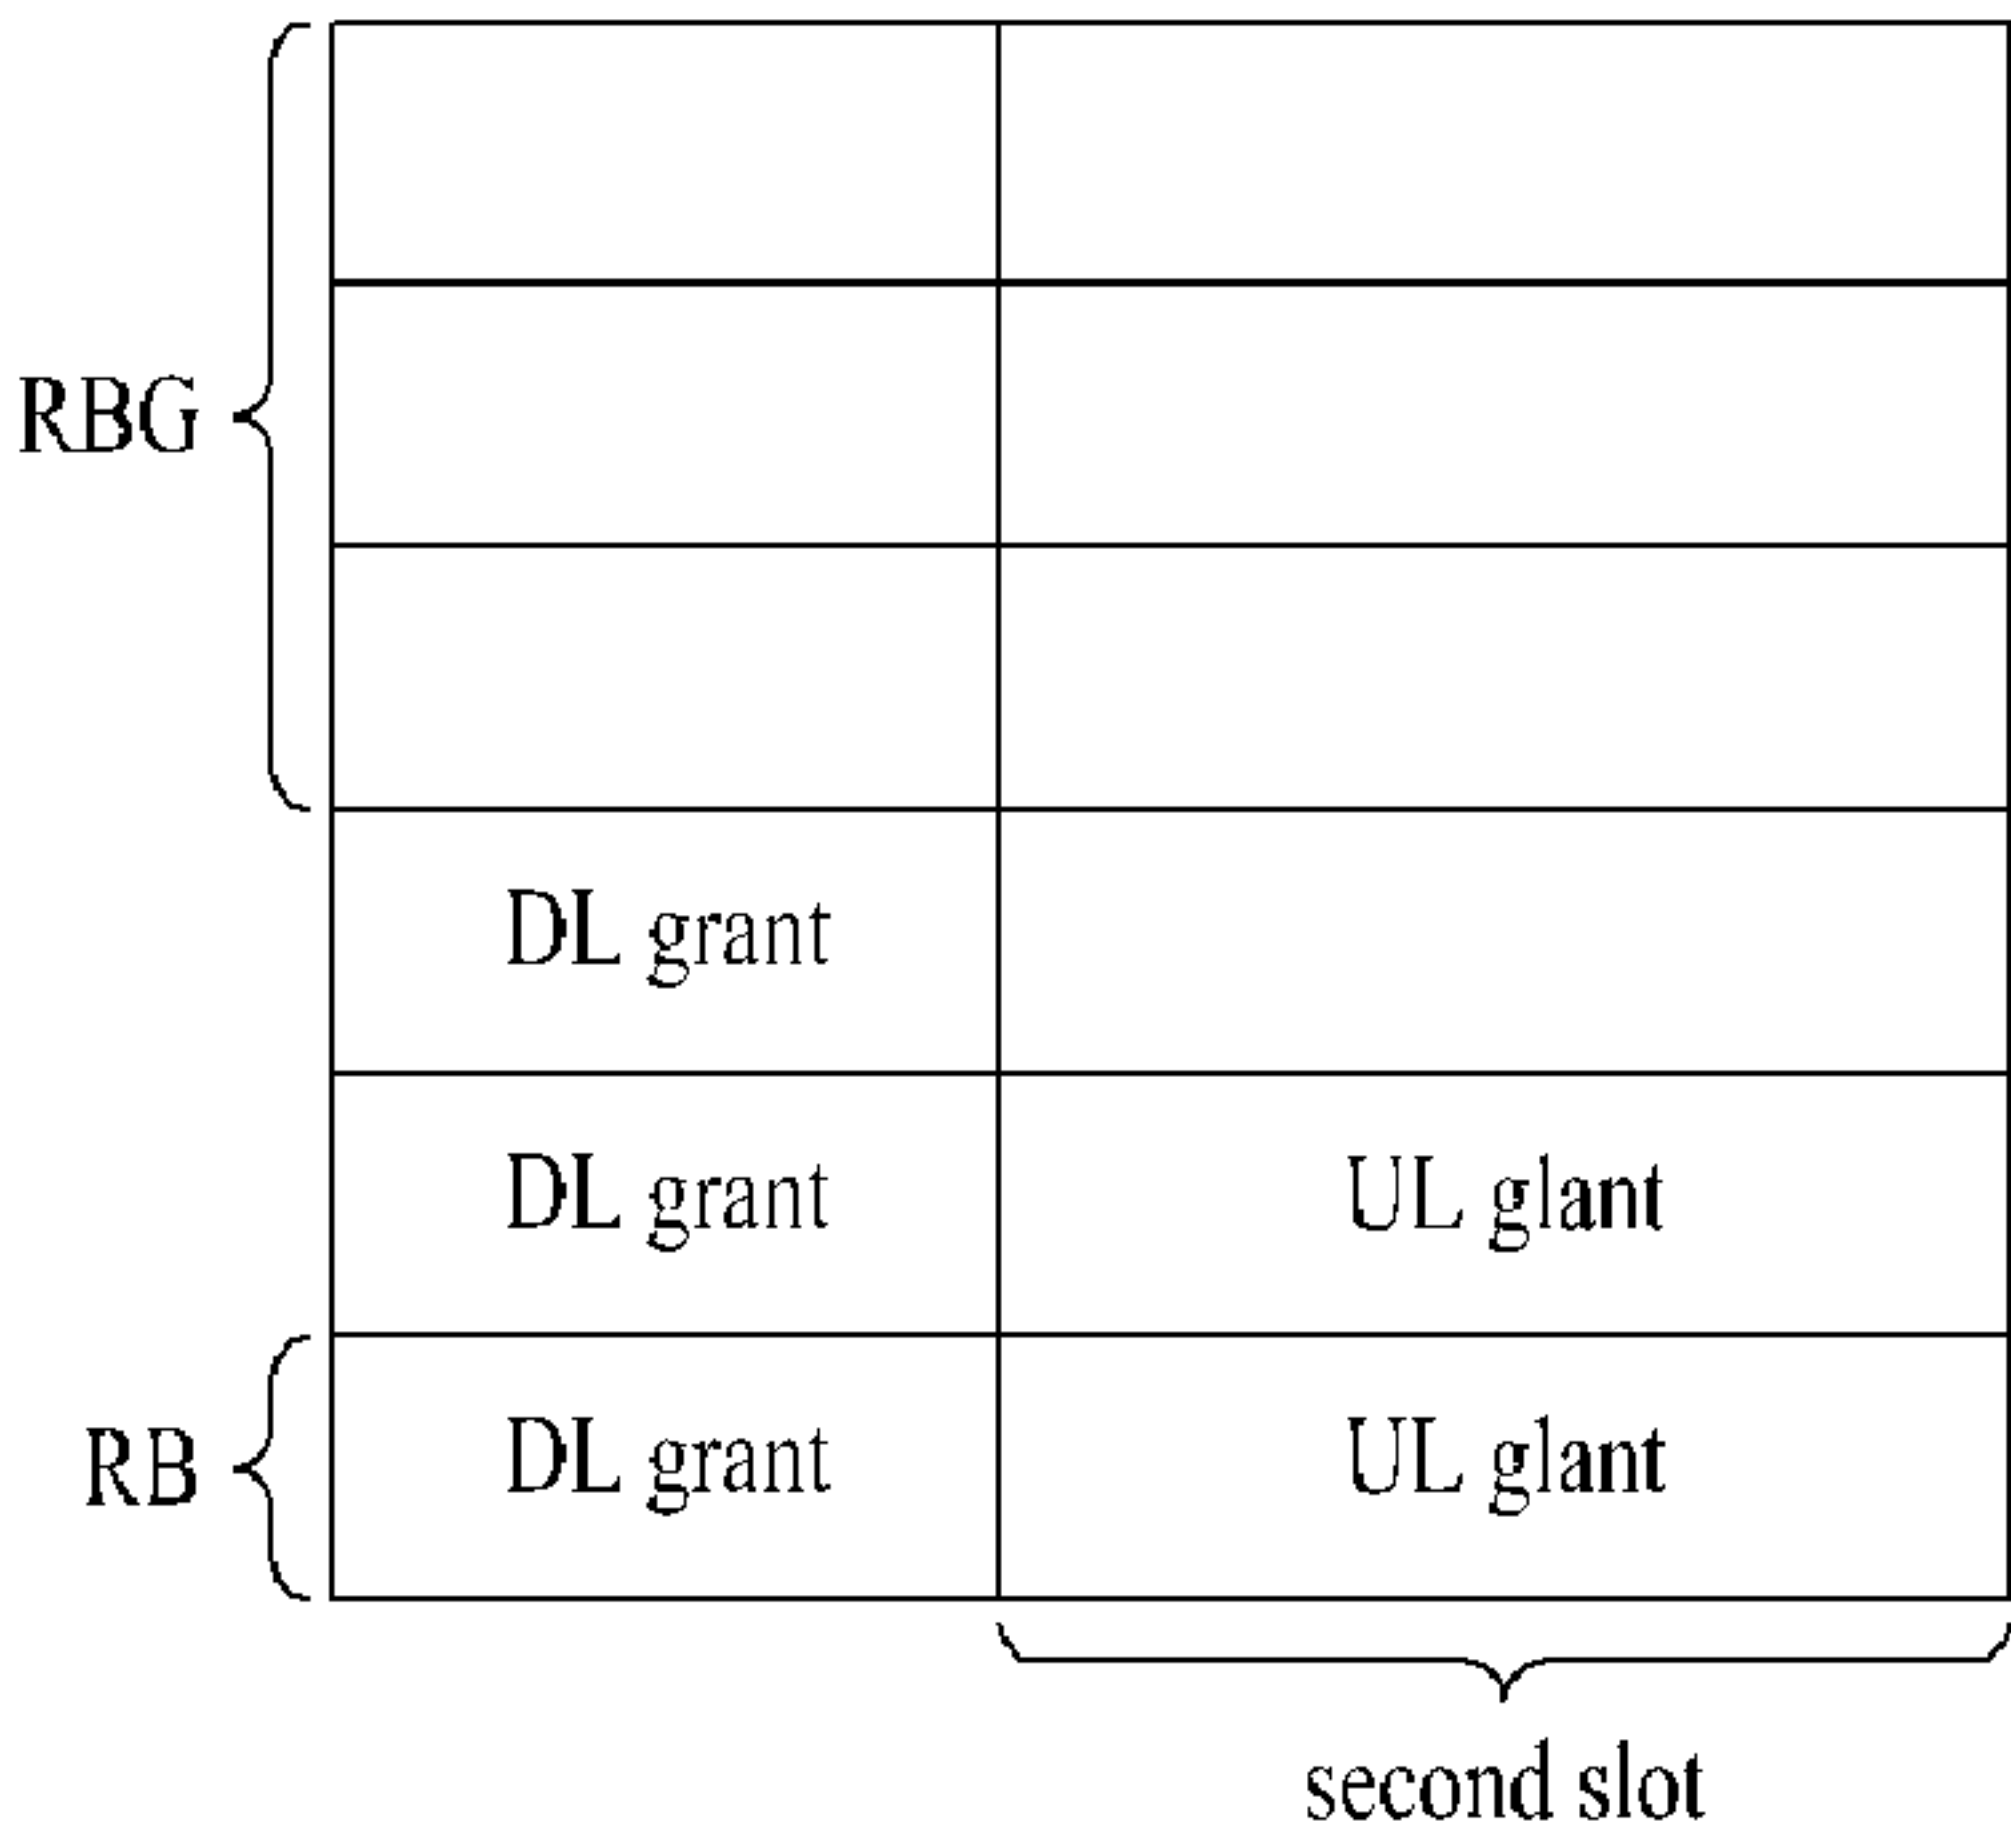 RBG
DL grant
DL grant UL glant
RB DL grant UL glant
second slot